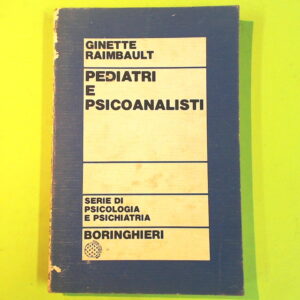 GINETTE
RAIMBAULT
PEDIATRI
E
PSICOANALISTI
SERIE DI
PSICOLOGIA
E PSICHIATRIA
BORINGHIERI